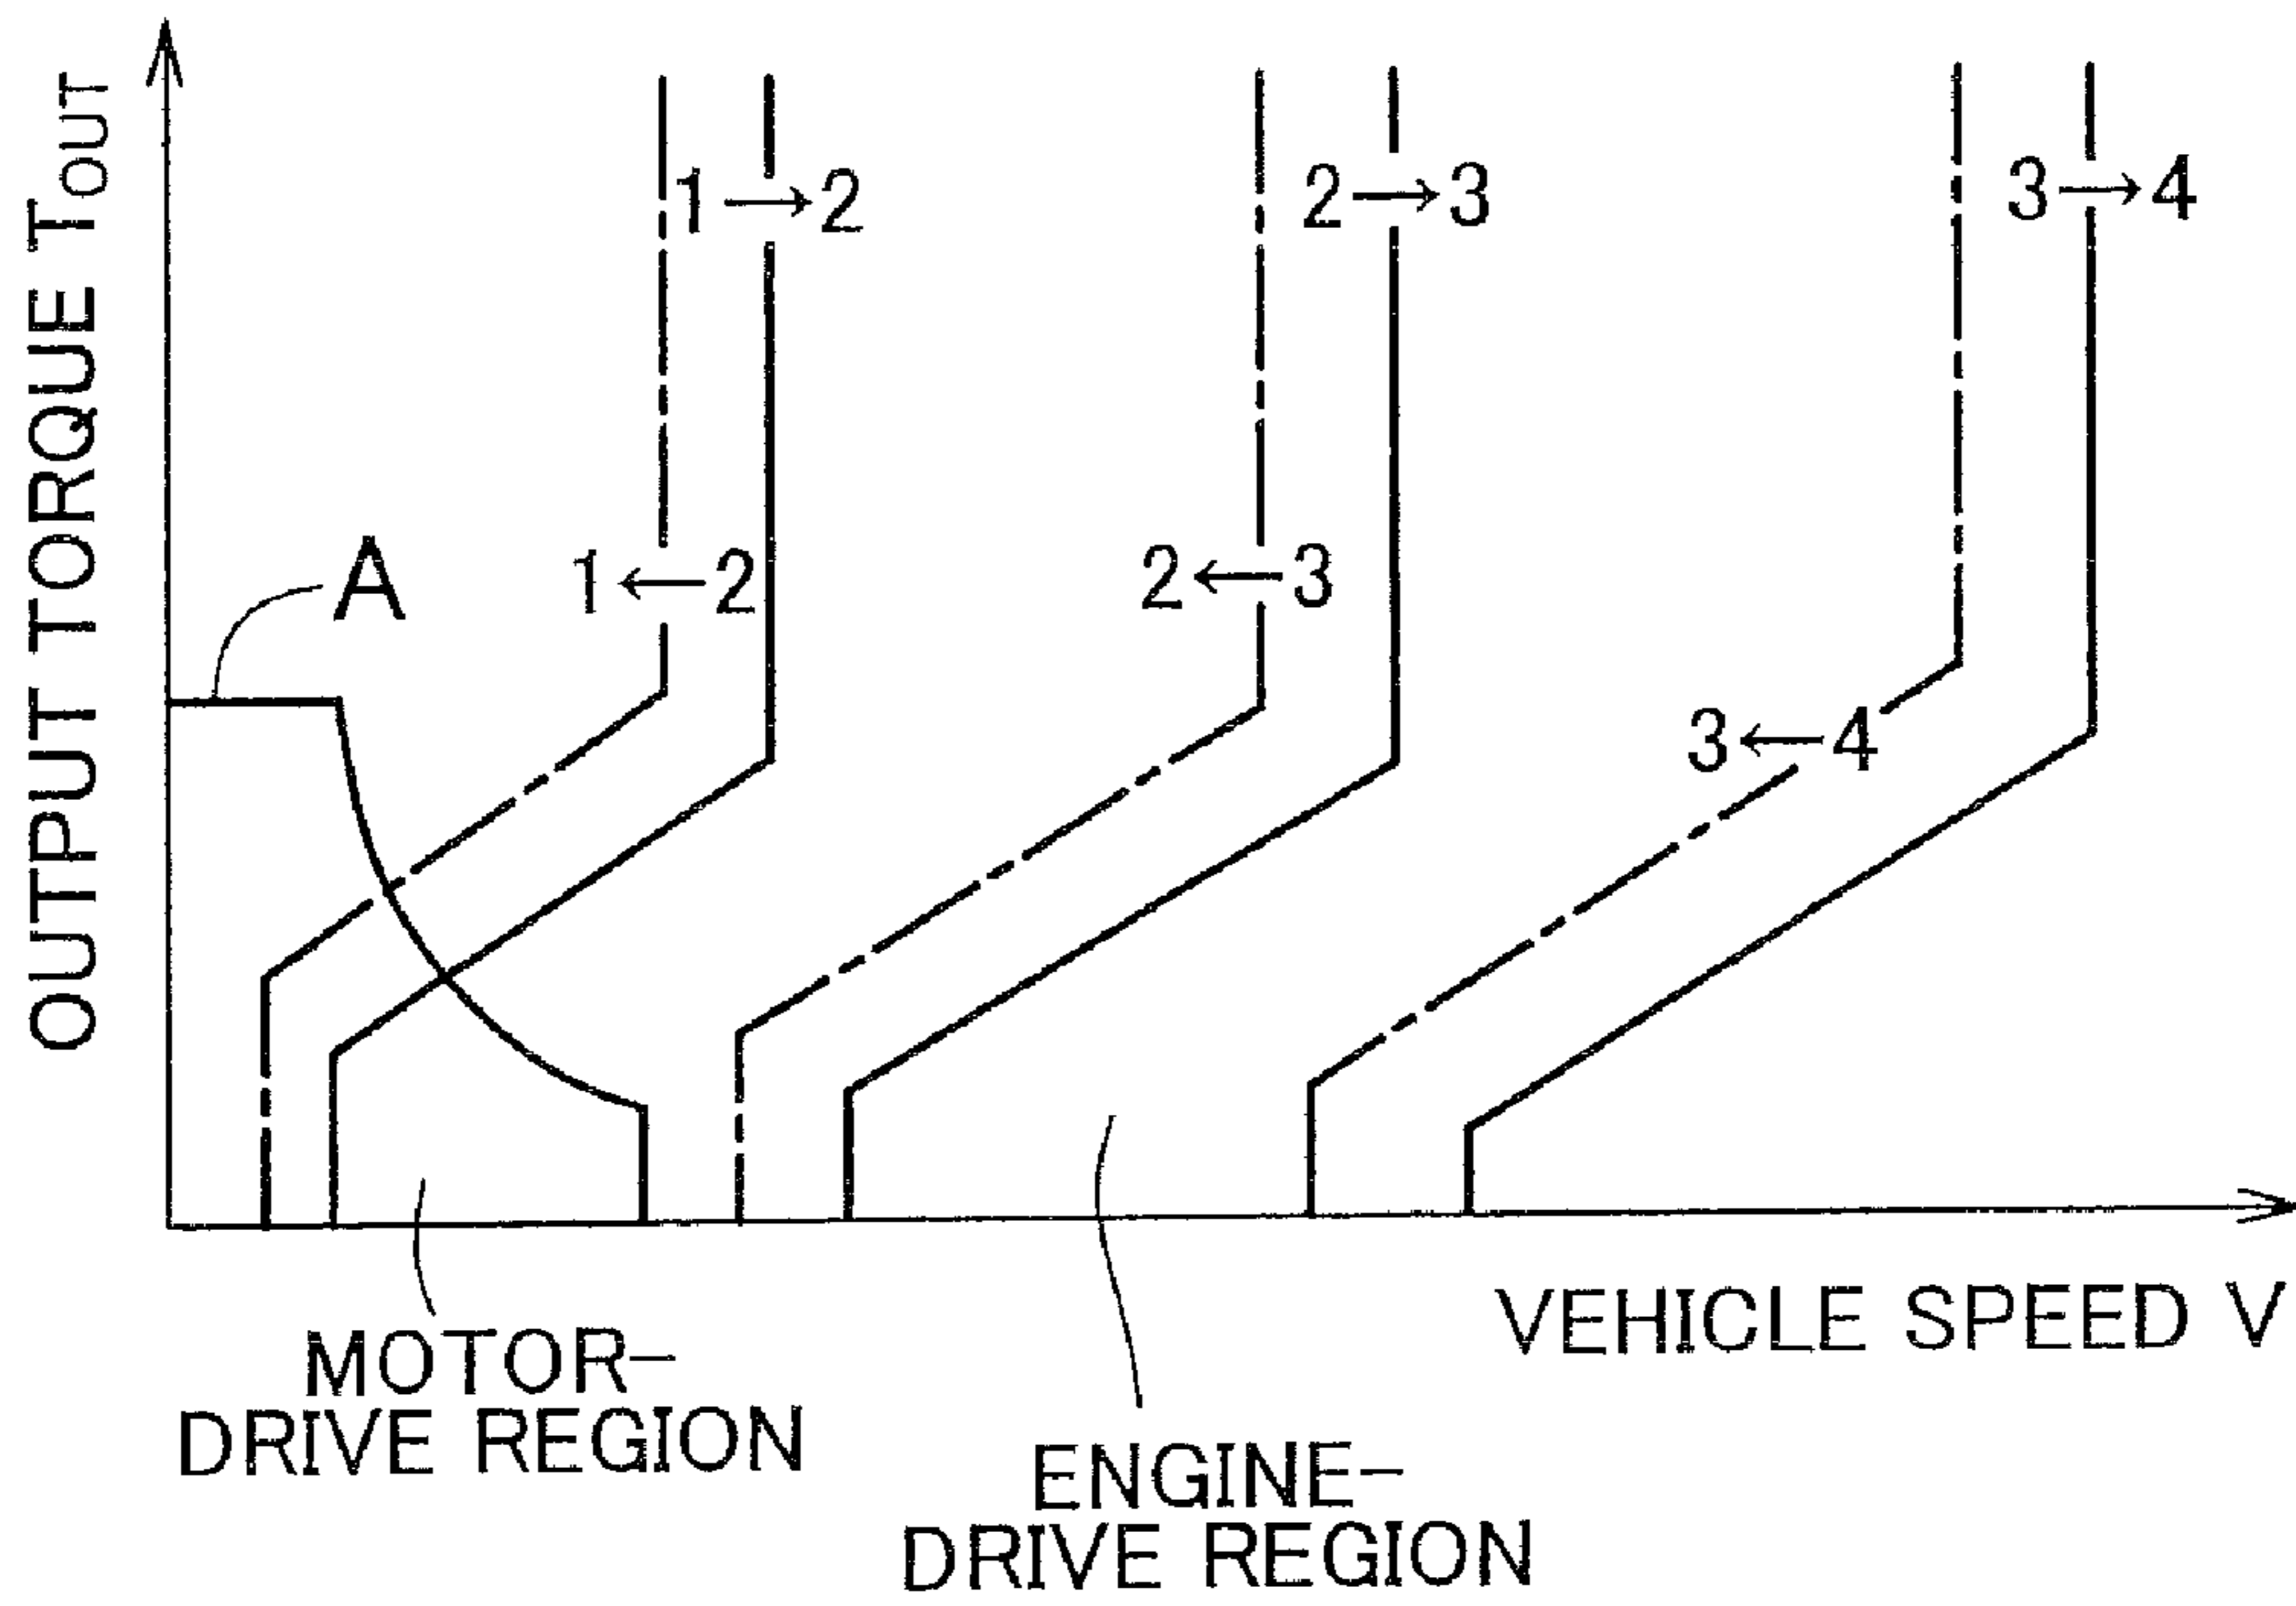 OUTPUT TORQUE TOUT
1→2
2→3
3→4
A
1←2
2←3
3←4
VEHICLE SPEED V
MOTOR-
DRIVE REGION
ENGINE-
DRIVE REGION